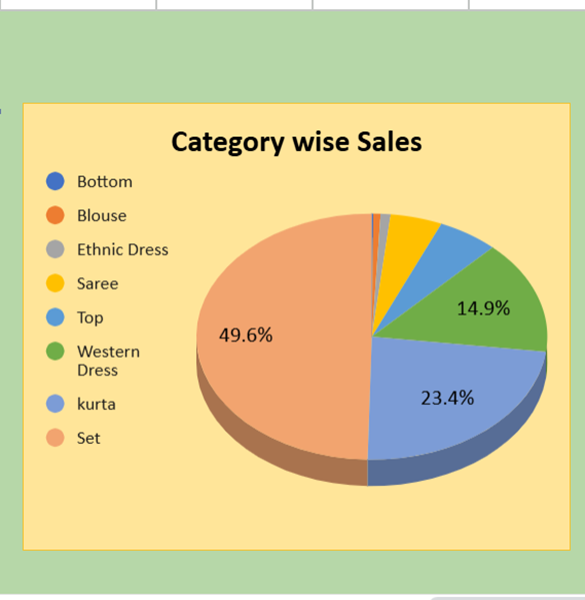 Category wise Sales
Bottom
Blouse
Ethnic Dress
Saree
Top
Western
Dress
kurta
Set
14.9%
49.6%
23.4%